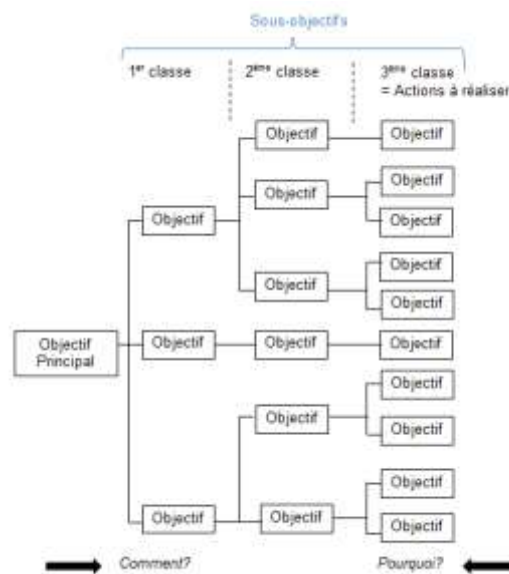 Sous-objectifs
1er classe
2ème classe
3ème classe
= Actions à réaliser
Objectif
Objectif
Objectif
Objectif
Objectif
Objectif
Objectif
Objectif
Objectif
Objectif
Principal
Objectif
Objectif
Objectif
Objectif
Objectif
Objectif
Objectif
Objectif
Objectif
Objectif
Comment?
Pourquoi?